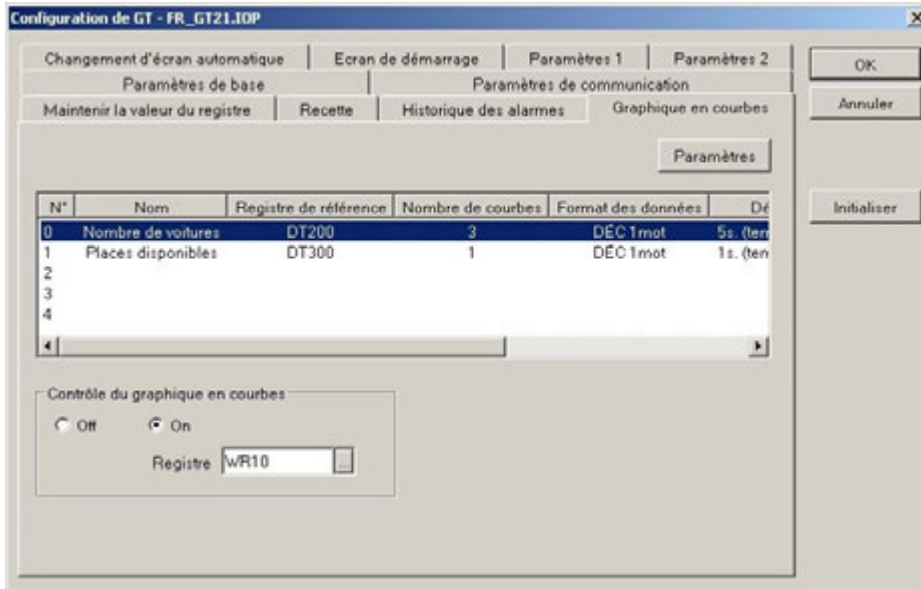 Configuration de GT - FR_GT21.IOP
Changement d'écran automatique Ecran de démarrage Paramètres 1 Paramètres 2
Paramètres de base Paramètres de communication
Maintenir la valeur du registre Recette Historique des alarmes Graphique en courbes
OK
Annuler
Initialiser
Paramètres
N° Nom Registre de référence Nombre de courbes Format des données Dé
0 Nombre de voitures DT200 3 DÉC 1mot 5s. (ten
1 Places disponibles DT300 1 DÉC 1mot 1s. (ten
2
3
4
Contrôle du graphique en courbes
Off On
Registre WR10 ...